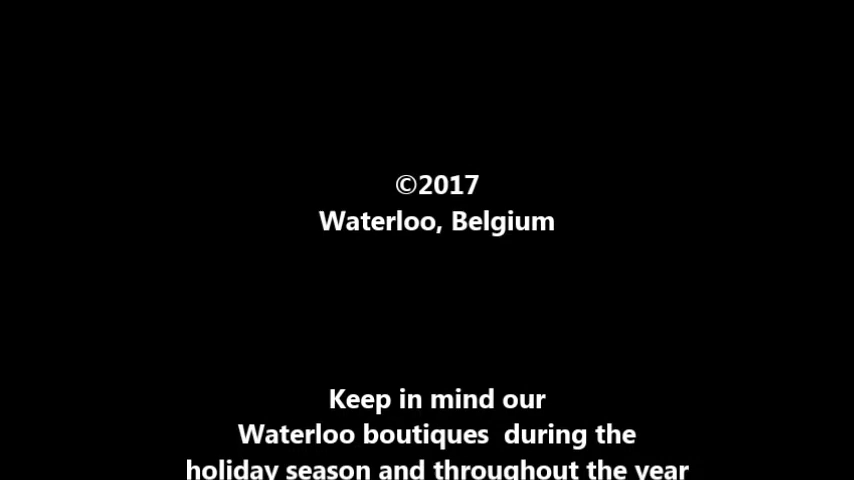 ©2017
Waterloo, Belgium
Keep in mind our
Waterloo boutiques  during the
holiday season and throughout the year